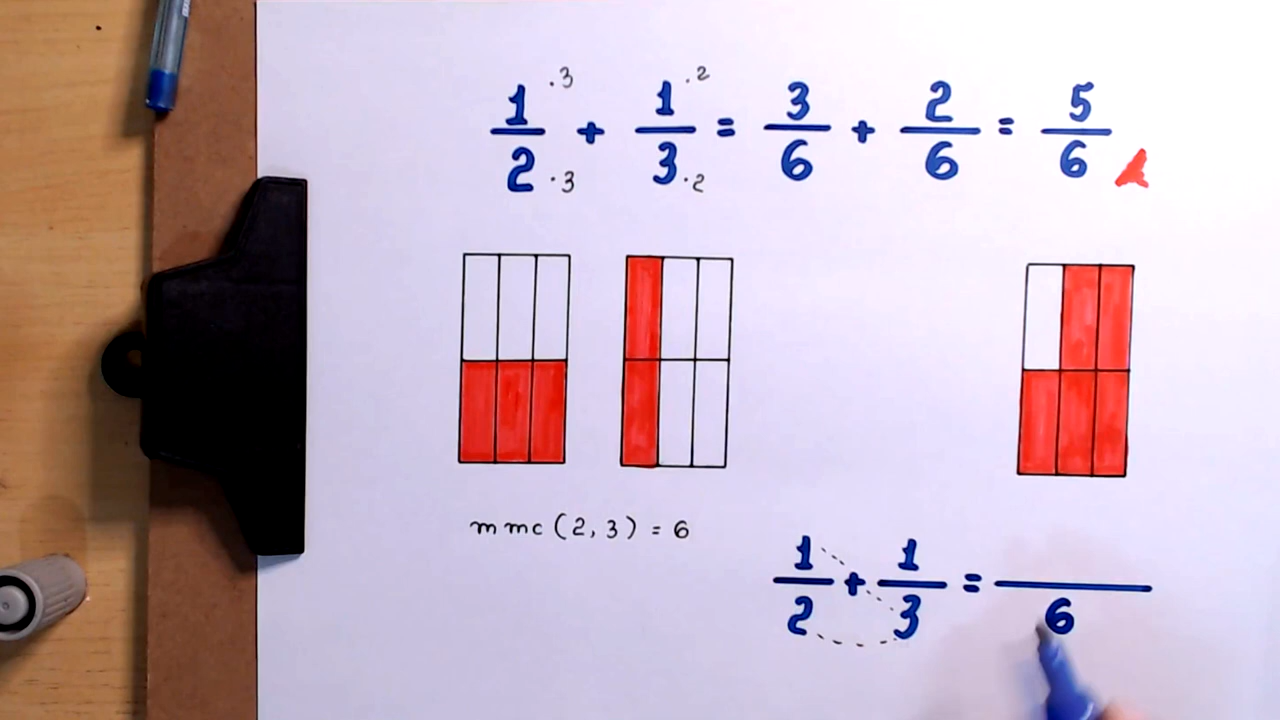 1/2 ·3/·3 + 1/3 ·2/·2 = 3/6 + 2/6 = 5/6
mmc (2, 3) = 6
1/2 + 1/3 = /6